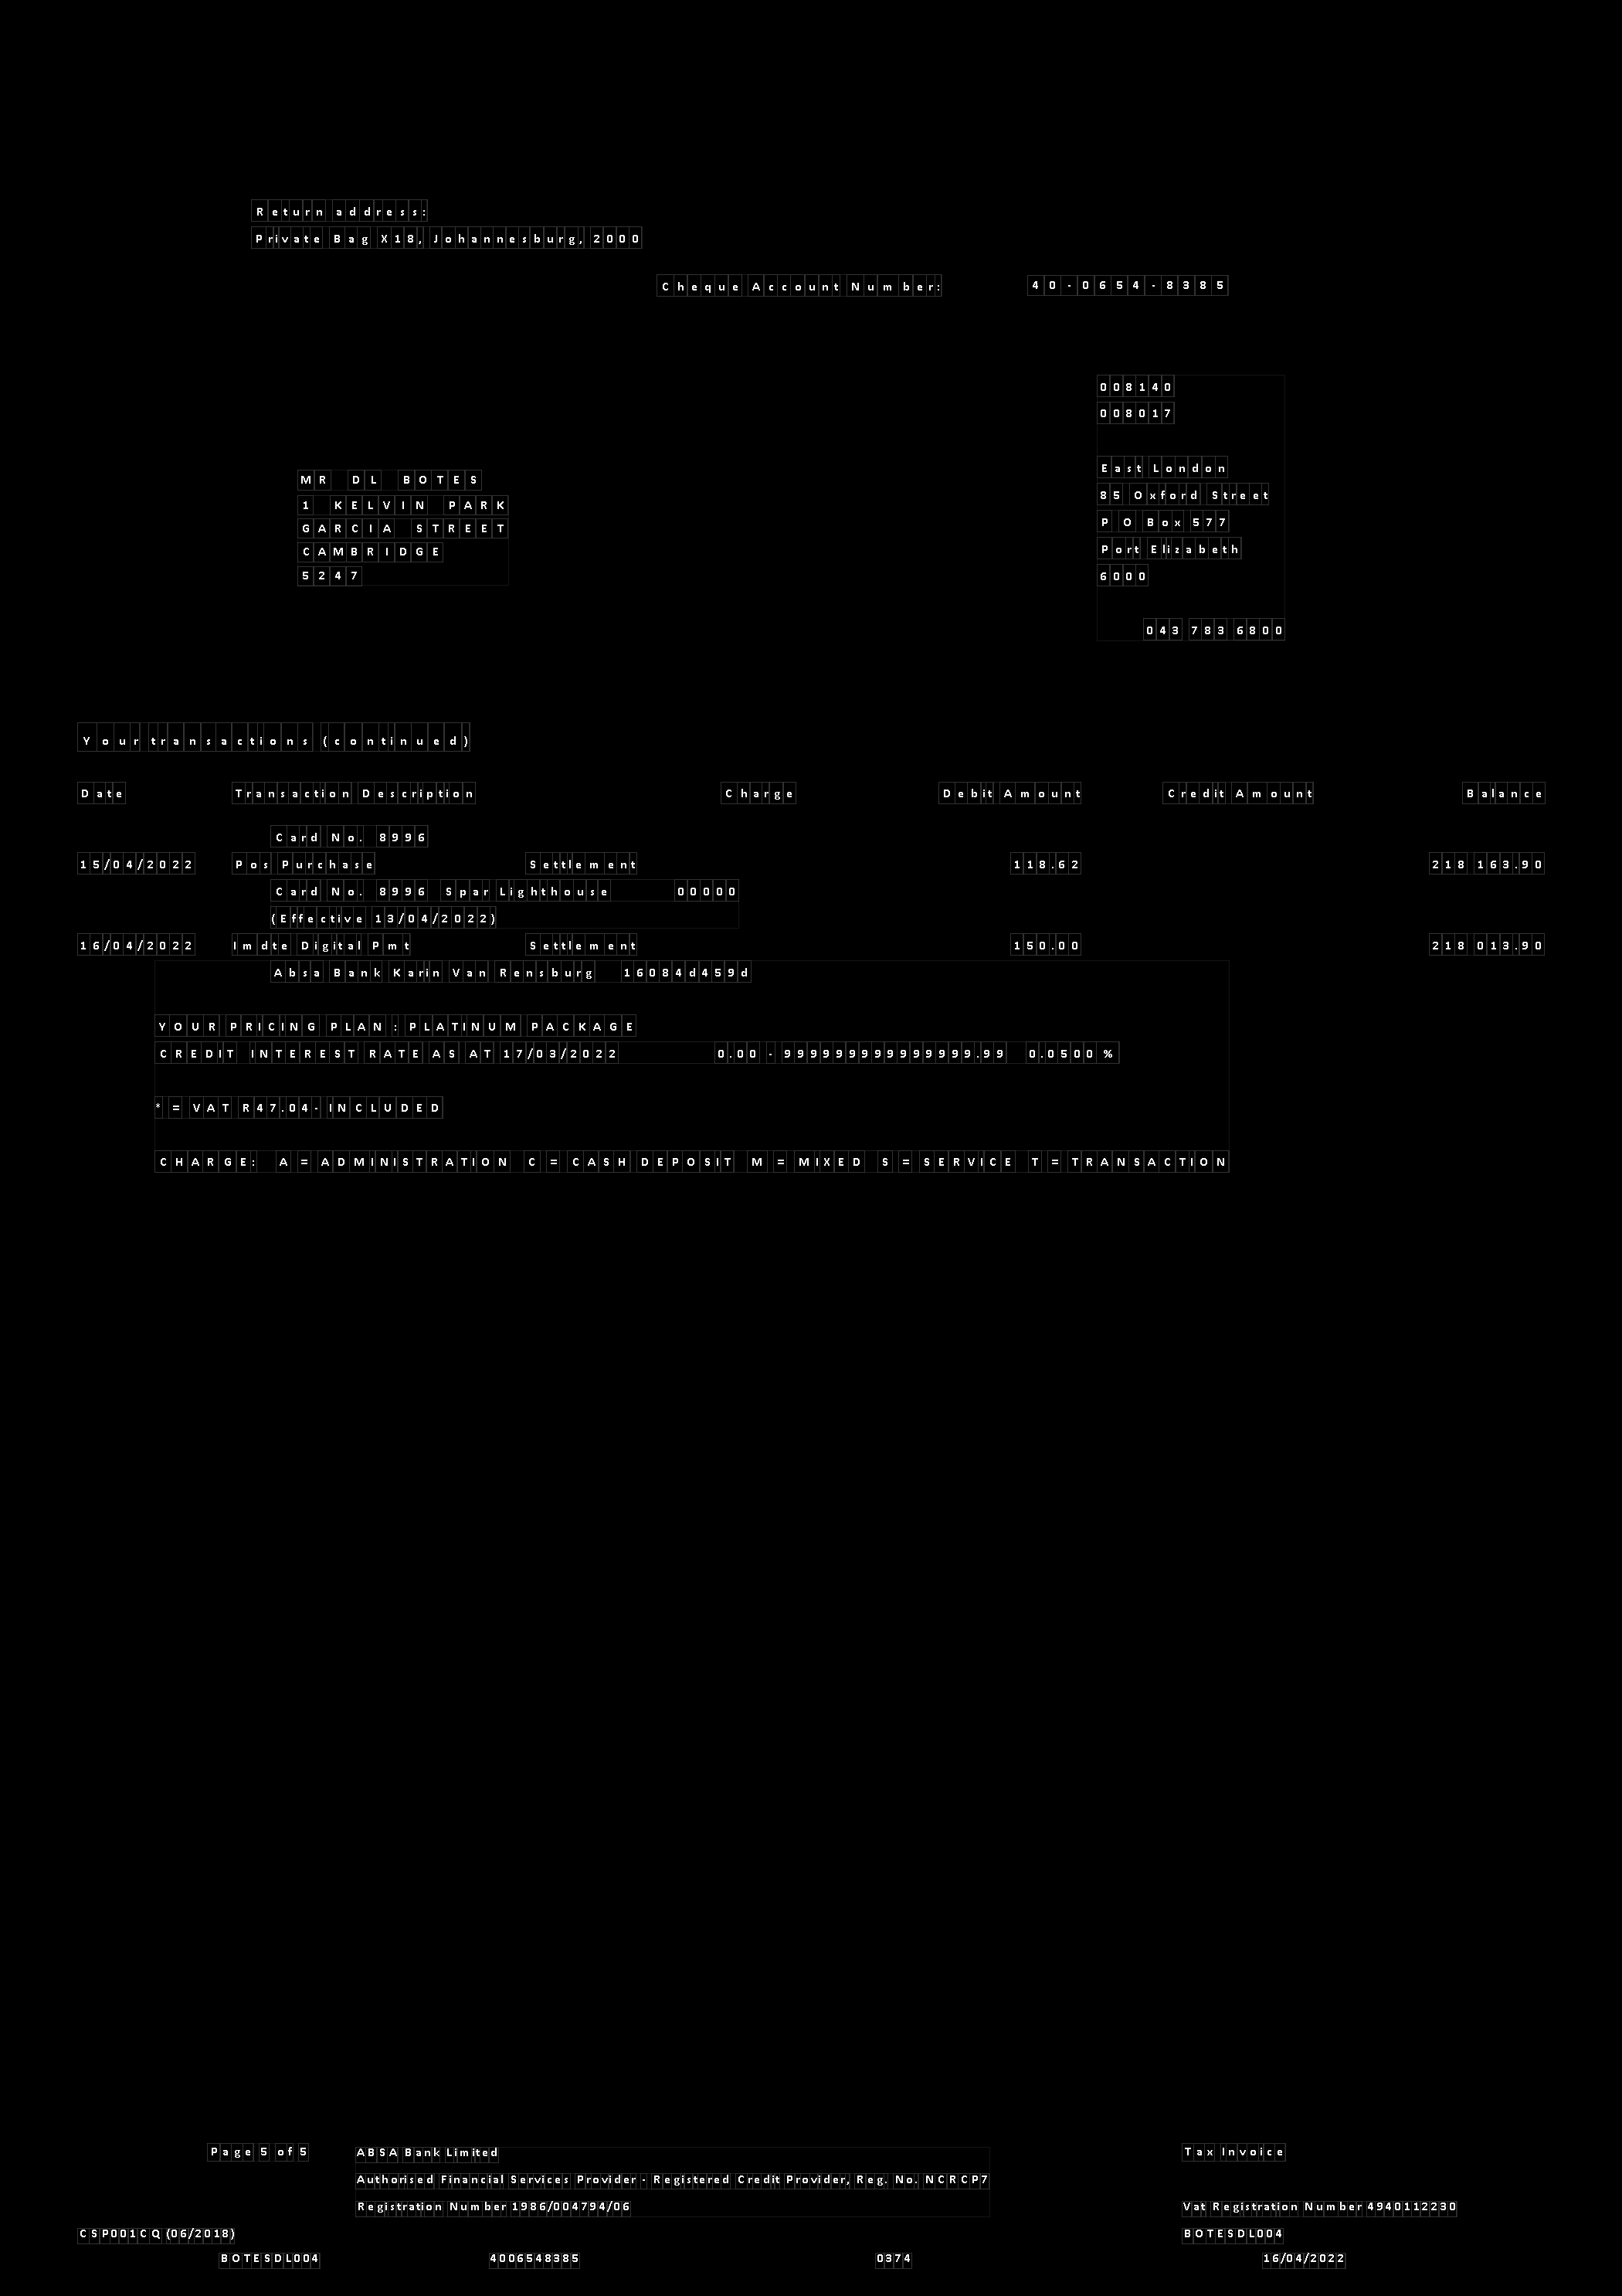 Return address:
Private Bag X18, Johannesburg, 2000
Cheque Account Number: 40-0654-8385
008140
008017
MR DL BOTES
1 KELVIN PARK
GARCIA STREET
CAMBRIDGE
5247
East London
85 Oxford Street
P O Box 577
Port Elizabeth
6000
043 783 6800
Your transactions (continued)
Date Transaction Description Charge Debit Amount Credit Amount Balance
Card No. 8996
15/04/2022 Pos Purchase Settlement 118.62 218 163.90
Card No. 8996 Spar Lighthouse 00000
(Effective 13/04/2022)
16/04/2022 Imdte Digital Pmt Settlement 150.00 218 013.90
Absa Bank Karin Van Rensburg 16084d459d
YOUR PRICING PLAN : PLATINUM PACKAGE
CREDIT INTEREST RATE AS AT 17/03/2022 0.00 - 9999999999999999.99 0.0500 %
* = VAT R47.04- INCLUDED
CHARGE: A = ADMINISTRATION C = CASH DEPOSIT M = MIXED S = SERVICE T = TRANSACTION
Page 5 of 5 ABSA Bank Limited Tax Invoice
Authorised Financial Services Provider - Registered Credit Provider, Reg. No. NCRCP7
Registration Number 1986/004794/06 Vat Registration Number 4940112230
CSP001CQ (06/2018) BOTESDL004
BOTESDL004 4006548385 0374 16/04/2022